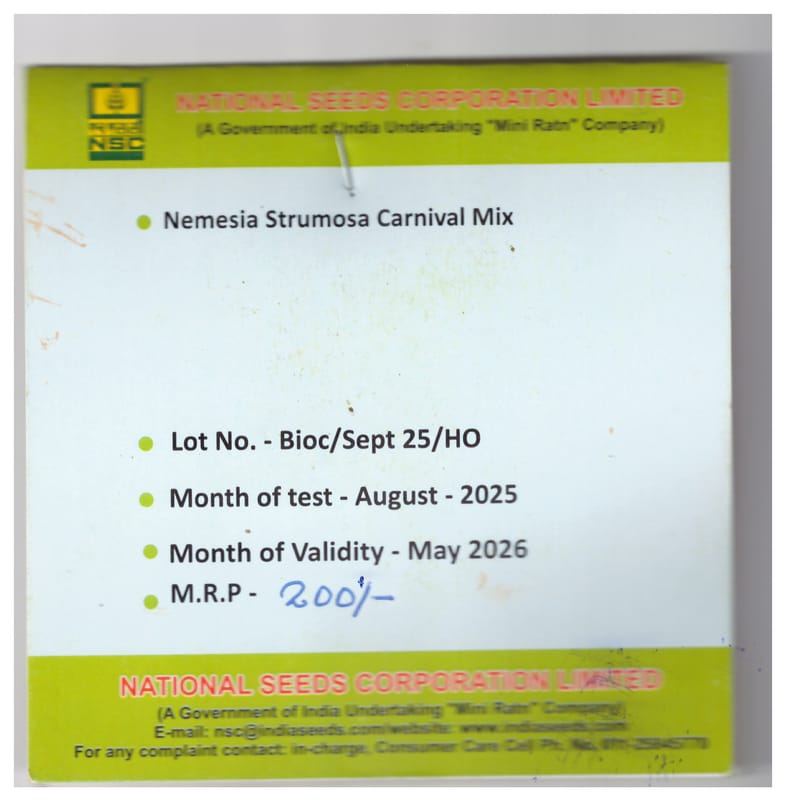 NSC
NATIONAL SEEDS CORPORATION LIMITED
(A Government of India Undertaking "Mini Ratn" Company)
Nemesia Strumosa Carnival Mix
Lot No. - Bioc/Sept 25/HO
Month of test - August - 2025
Month of Validity - May 2026
M.R.P - 200/-
NATIONAL SEEDS CORPORATION LIMITED
(A Government of India Undertaking "Mini Ratn" Company)
E-mail: nsc@indiaseeds.com/website: www.indiaseeds.com
For any complaint contact: in-charge, Consumer Care Cell Ph. No.